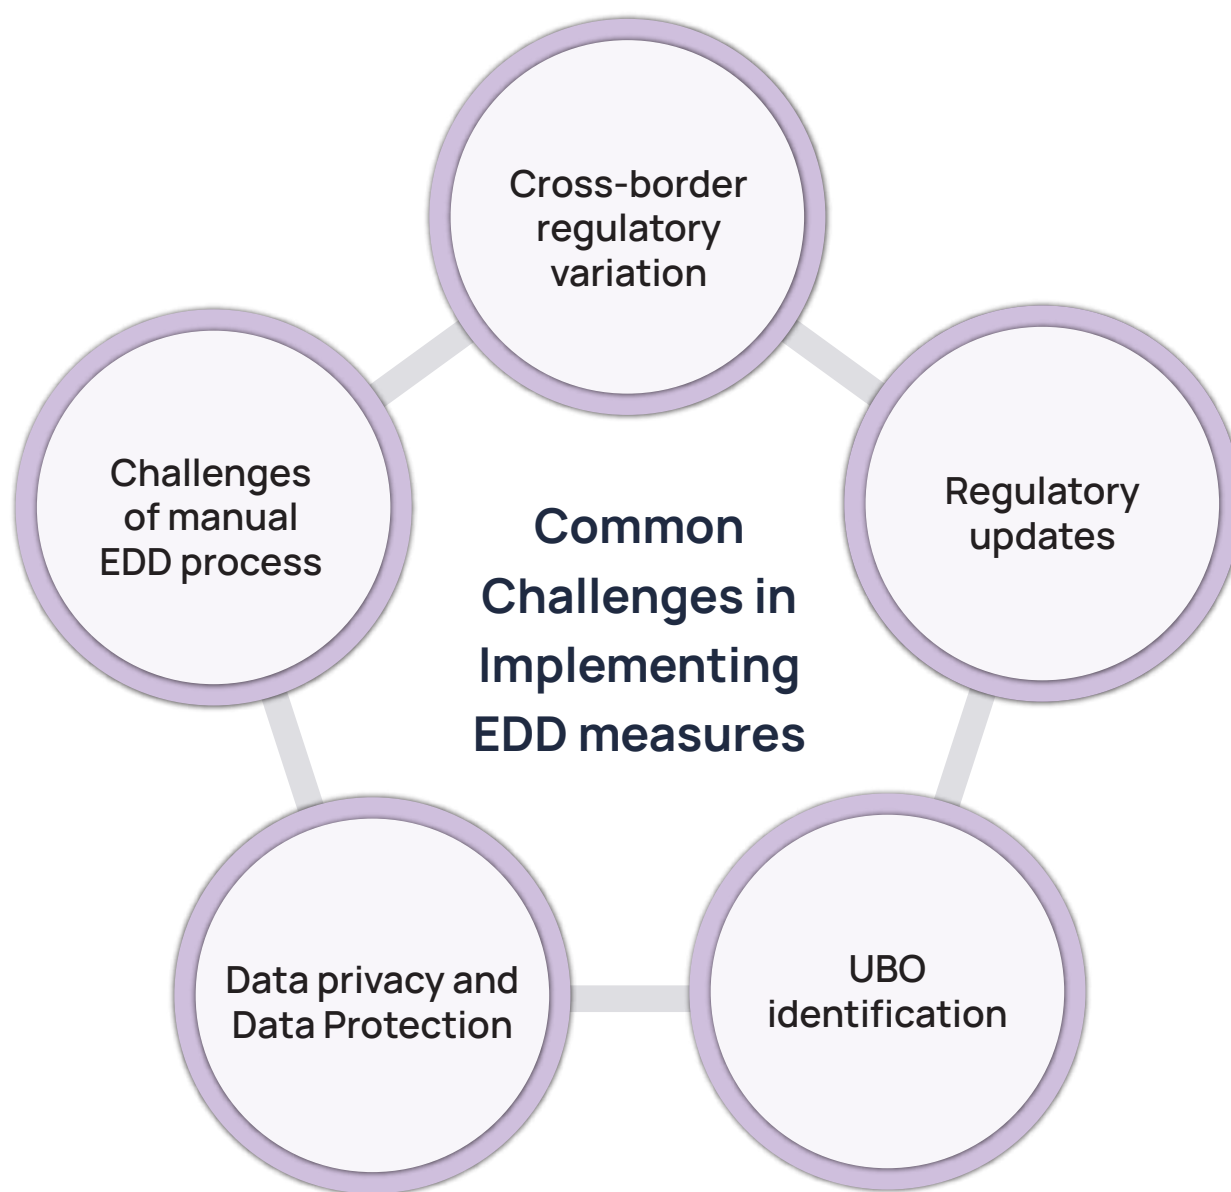 Cross-border
regulatory
variation
Regulatory
updates
UBO
identification
Data privacy and
Data Protection
Challenges
of manual
EDD process
Common
Challenges in
Implementing
EDD measures